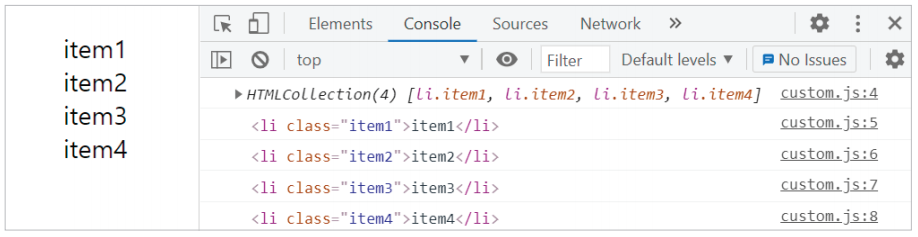 item1
item2
item3
item4
Elements Console Sources Network »
top ▼ Filter Default levels ▼ No Issues
▶ HTMLCollection(4) [li.item1, li.item2, li.item3, li.item4] custom.js:4
<li class="item1">item1</li> custom.js:5
<li class="item2">item2</li> custom.js:6
<li class="item3">item3</li> custom.js:7
<li class="item4">item4</li> custom.js:8